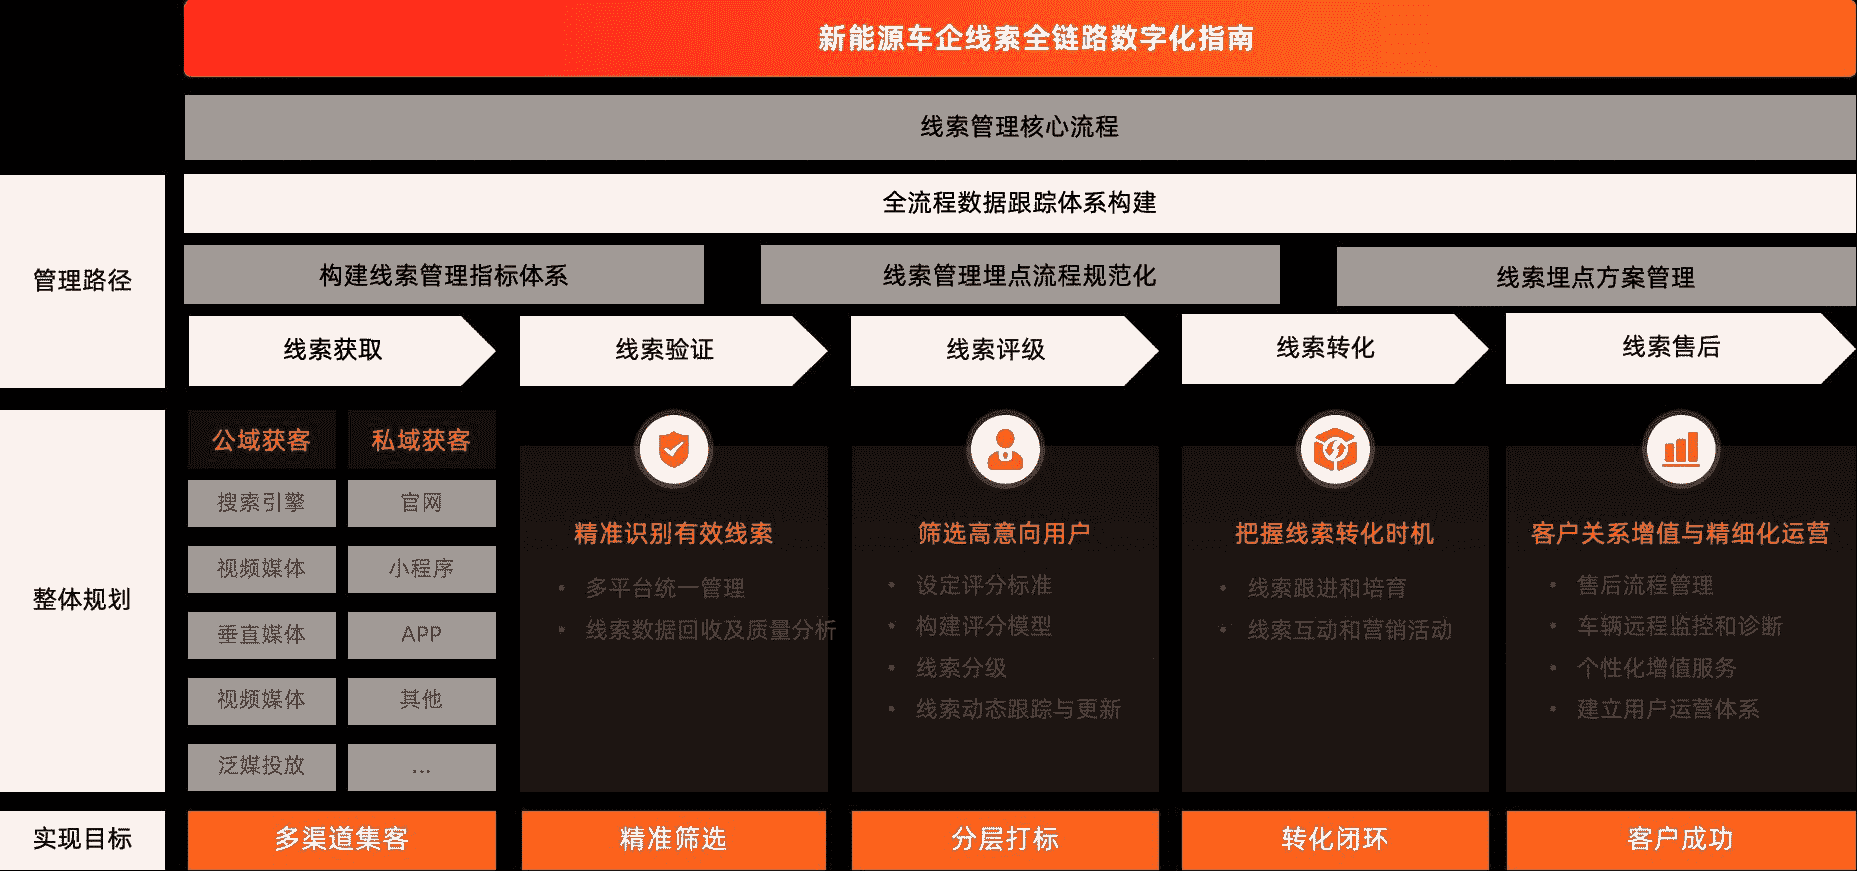 新能源车企线索全链路数字化指南
线索管理核心流程
管理路径
全流程数据跟踪体系构建
构建线索管理指标体系
线索管理埋点流程规范化
线索埋点方案管理
线索获取
线索验证
线索评级
线索转化
线索售后
整体规划
公域获客
私域获客
搜索引擎
官网
视频媒体
小程序
垂直媒体
APP
视频媒体
其他
泛媒投放
...
精准识别有效线索
• 多平台统一管理
• 线索数据回收及质量分析
筛选高意向用户
• 设定评分标准
• 构建评分模型
• 线索分级
• 线索动态跟踪与更新
把握线索转化时机
• 线索跟进和培育
• 线索互动和营销活动
客户关系增值与精细化运营
• 售后流程管理
• 车辆远程监控和诊断
• 个性化增值服务
• 建立用户运营体系
实现目标
多渠道集客
精准筛选
分层打标
转化闭环
客户成功